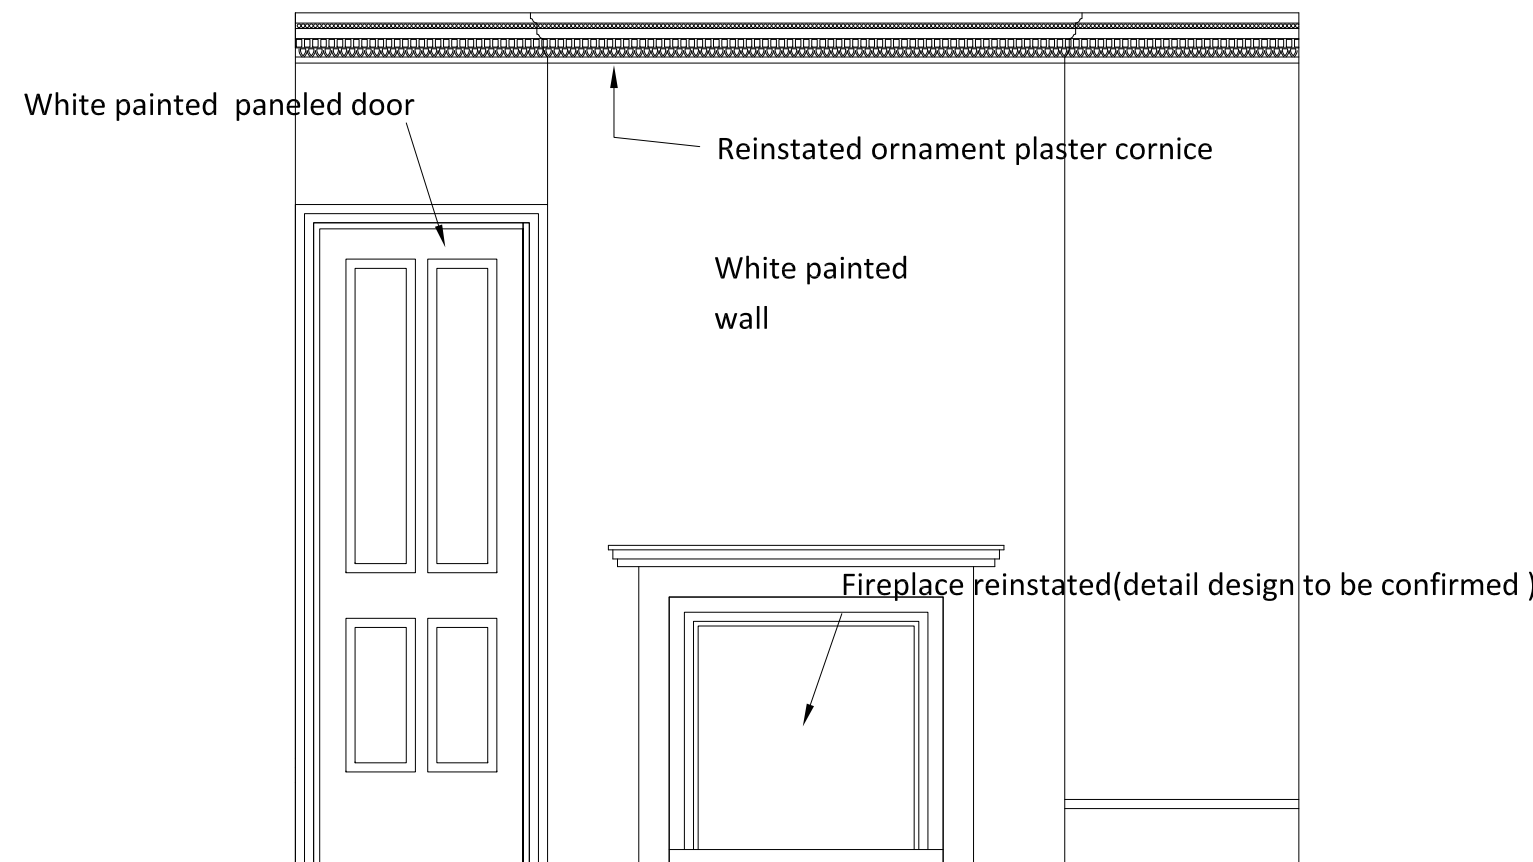 White painted  paneled door
Reinstated ornament plaster cornice
White painted
wall
Fireplace reinstated(detail design to be confirmed )